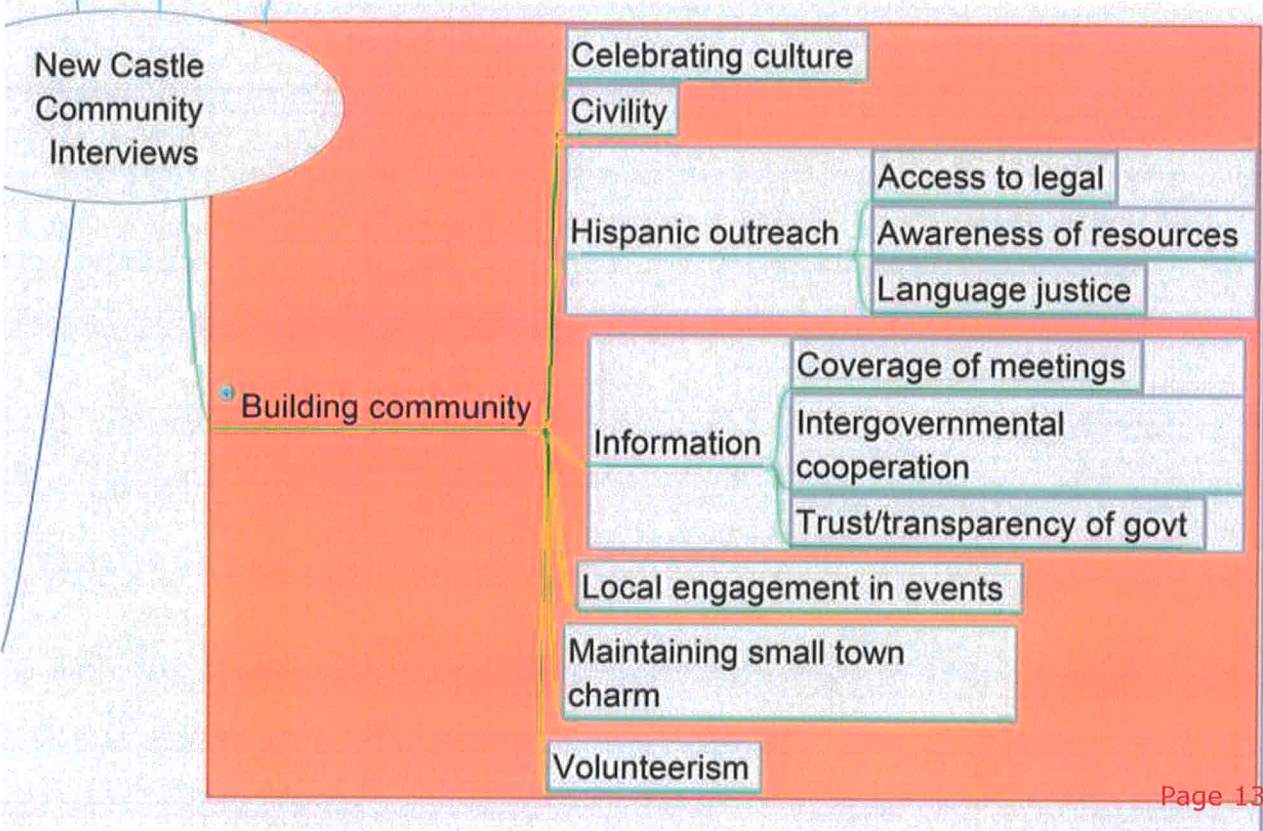 New Castle
Community
Interviews
Building community
Celebrating culture
Civility
Hispanic outreach
Access to legal
Awareness of resources
Language justice
Information
Coverage of meetings
Intergovernmental
cooperation
Trust/transparency of govt
Local engagement in events
Maintaining small town
charm
Volunteerism
Page 13